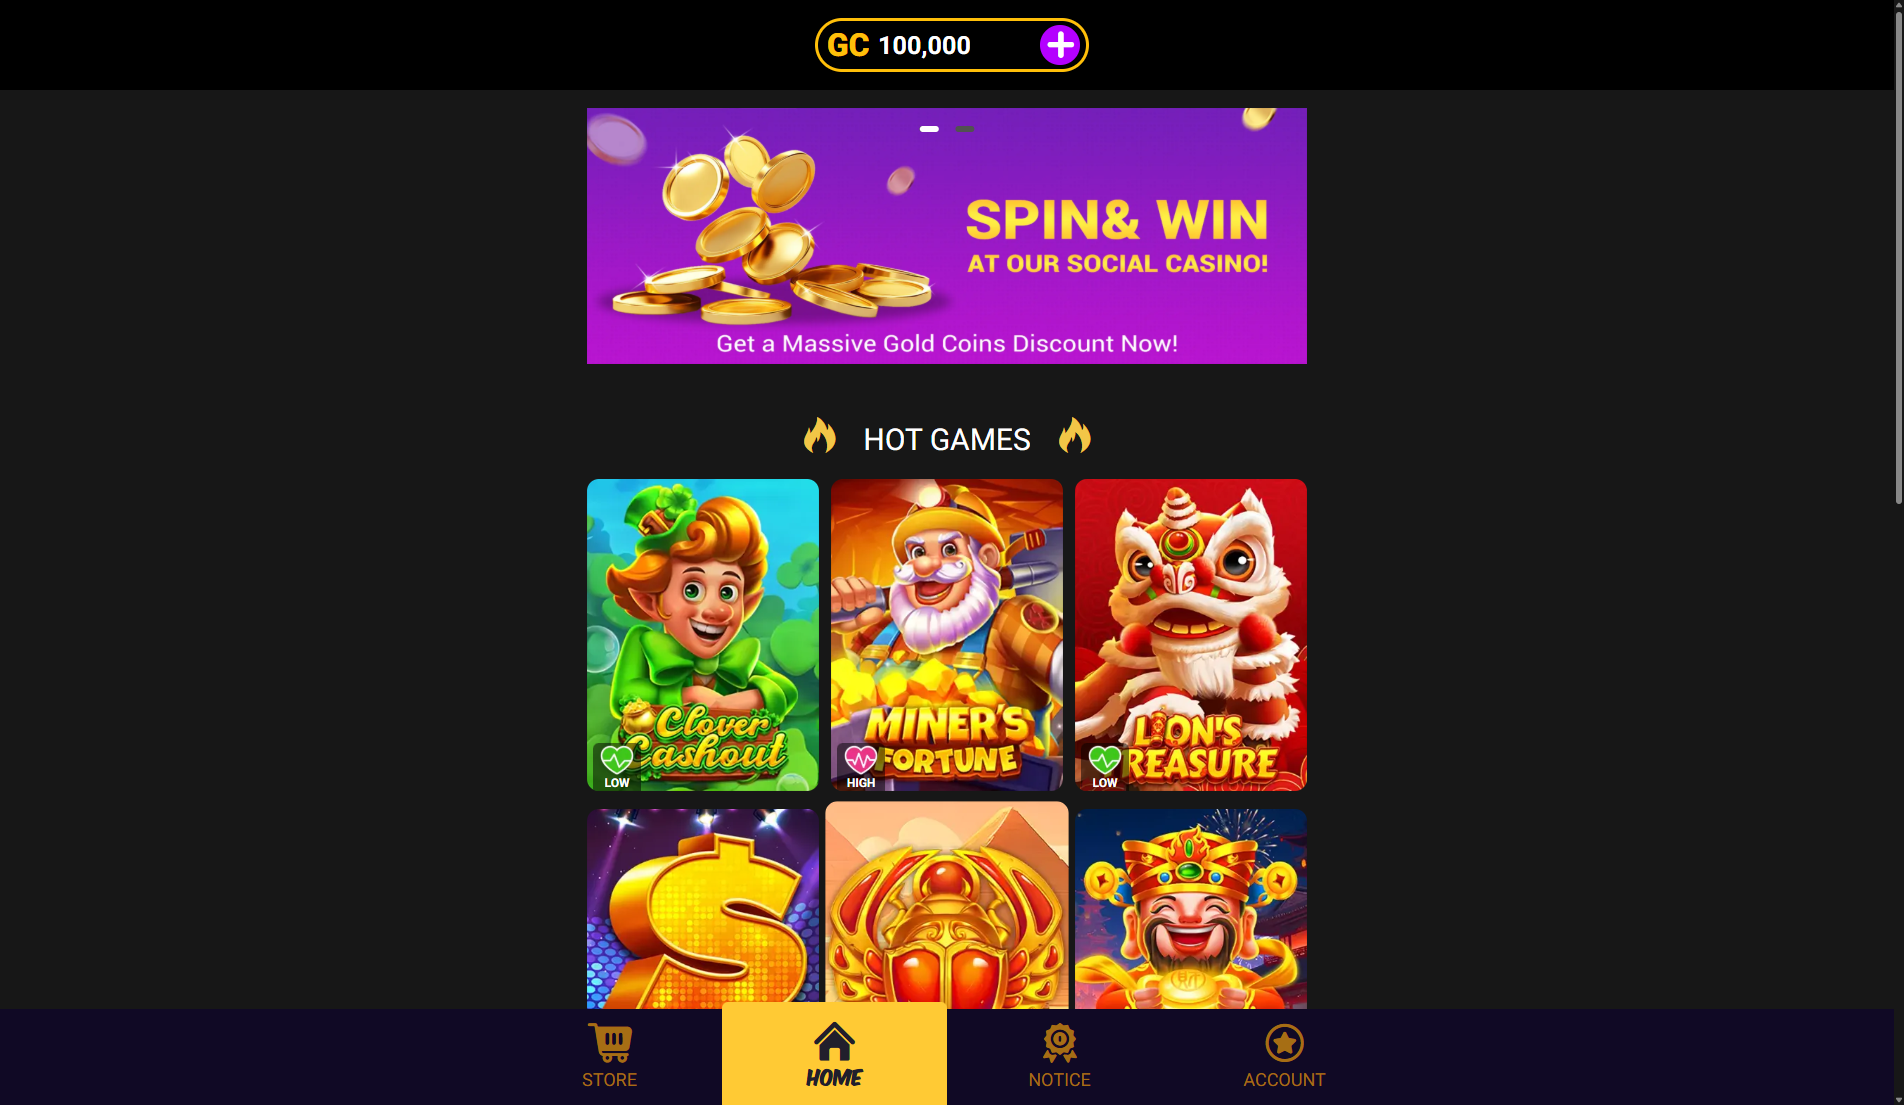 GC 100,000
SPIN& WIN
AT OUR SOCIAL CASINO!
Get a Massive Gold Coins Discount Now!
HOT GAMES
Clover
Cashout
LOW
MINER'S
FORTUNE
HIGH
LION'S
TREASURE
LOW
STORE
HOME
NOTICE
ACCOUNT